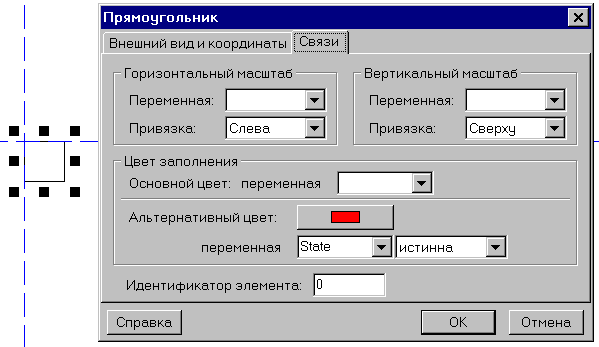 Прямоугольник
Внешний вид и координаты Связи
Горизонтальный масштаб Вертикальный масштаб
Переменная: Переменная:
Привязка: Слева Привязка: Сверху
Цвет заполнения
Основной цвет: переменная
Альтернативный цвет:
переменная State истинна
Идентификатор элемента: 0
Справка OK Отмена